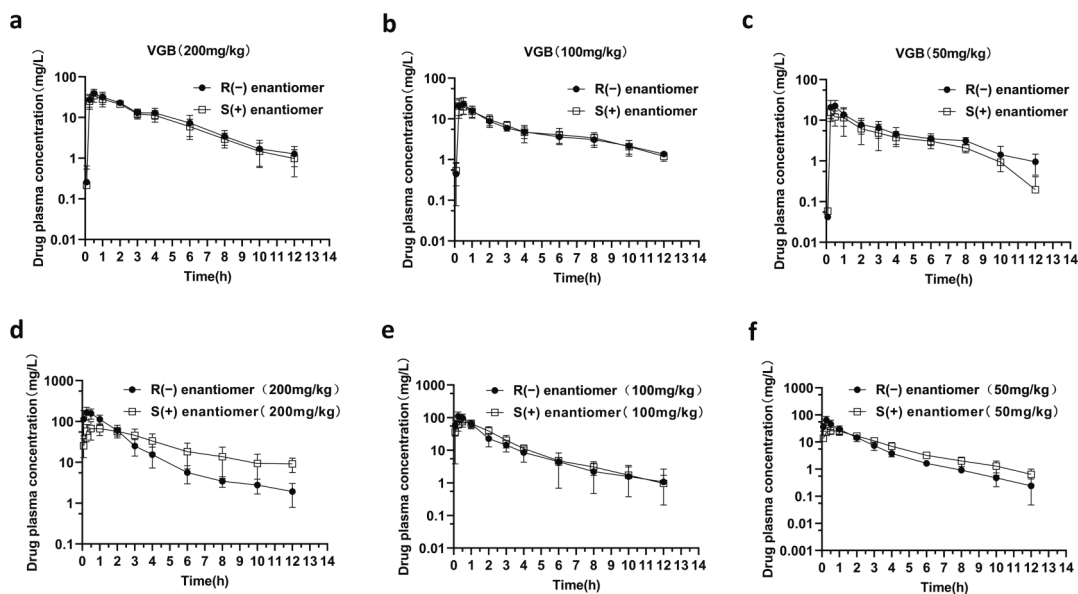 a
VGB（200mg/kg）
Drug plasma concentration（mg/L）
100
10
1
0.1
0.01
R(−) enantiomer
S(+) enantiomer
0 1 2 3 4 5 6 7 8 9 10 11 12 13 14
Time(h)
b
VGB（100mg/kg）
Drug plasma concentration（mg/L）
100
10
1
0.1
0.01
R(−) enantiomer
S(+) enantiomer
0 1 2 3 4 5 6 7 8 9 10 11 12 13 14
Time(h)
c
VGB（50mg/kg）
Drug plasma concentration（mg/L）
100
10
1
0.1
0.01
R(−) enantiomer
S(+) enantiomer
0 1 2 3 4 5 6 7 8 9 10 11 12 13 14
Time(h)
d
Drug plasma concentration（mg/L）
1000
100
10
1
0.1
R(−) enantiomer（200mg/kg）
S(+) enantiomer（200mg/kg）
0 1 2 3 4 5 6 7 8 9 10 11 12 13 14
Time(h)
e
Drug plasma concentration（mg/L）
1000
100
10
1
0.1
0.01
R(−) enantiomer（100mg/kg）
S(+) enantiomer（100mg/kg）
0 1 2 3 4 5 6 7 8 9 10 11 12 13 14
Time(h)
f
Drug plasma concentration（mg/L）
1000
100
10
1
0.1
0.01
0.001
R(−) enantiomer（50mg/kg）
S(+) enantiomer（50mg/kg）
0 1 2 3 4 5 6 7 8 9 10 11 12 13 14
Time(h)